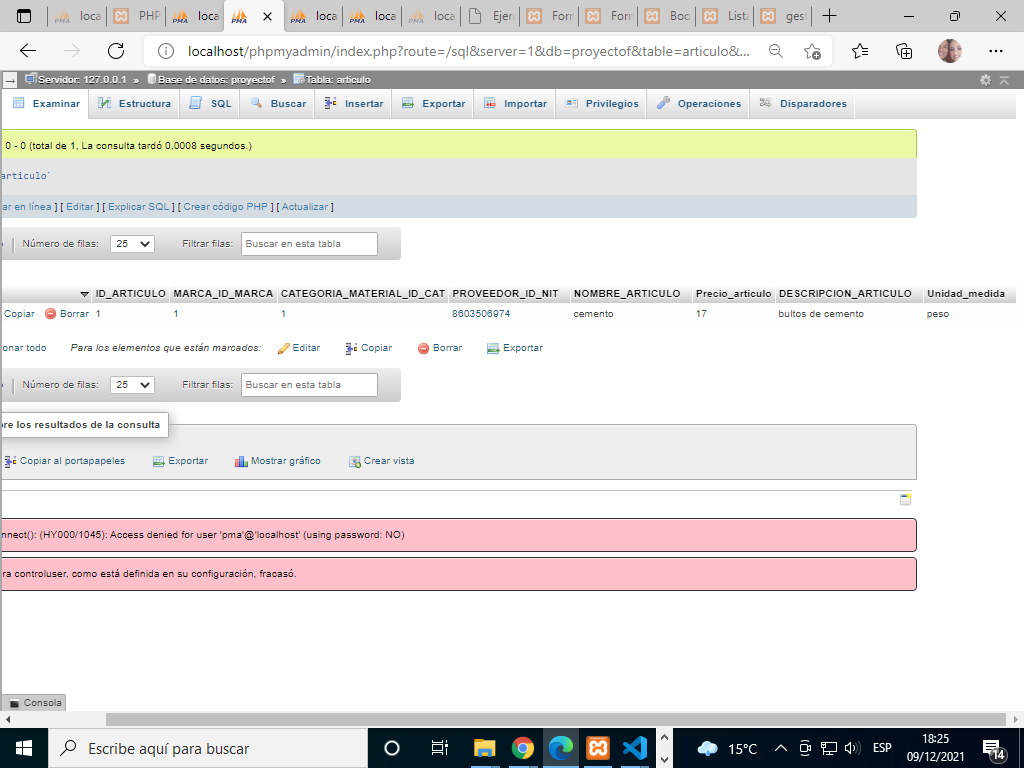 loca PHP loca loca loca loca Ejer Forr Forr Boo List gest
localhost/phpmyadmin/index.php?route=/sql&server=1&db=proyectof&table=articulo&...
Servidor: 127.0.0.1 » Base de datos: proyectof » Tabla: articulo
Examinar Estructura SQL Buscar Insertar Exportar Importar Privilegios Operaciones Disparadores
0 - 0 (total de 1, La consulta tardó 0,0008 segundos.)
articulo`
ar en línea ] [ Editar ] [ Explicar SQL ] [ Crear código PHP ] [ Actualizar ]
Número de filas: 25 Filtrar filas: Buscar en esta tabla
ID_ARTICULO MARCA_ID_MARCA CATEGORIA_MATERIAL_ID_CAT PROVEEDOR_ID_NIT NOMBRE_ARTICULO Precio_articulo DESCRIPCION_ARTICULO Unidad_medida
Copiar Borrar 1 1 1 8603506974 cemento 17 bultos de cemento peso
onar todo Para los elementos que están marcados: Editar Copiar Borrar Exportar
Número de filas: 25 Filtrar filas: Buscar en esta tabla
bre los resultados de la consulta
Copiar al portapapeles Exportar Mostrar gráfico Crear vista
nnect(): (HY000/1045): Access denied for user 'pma'@'localhost' (using password: NO)
ra controluser, como está definida en su configuración, fracasó.
Consola
Escribe aquí para buscar
15°C ESP 18:25
09/12/2021
14